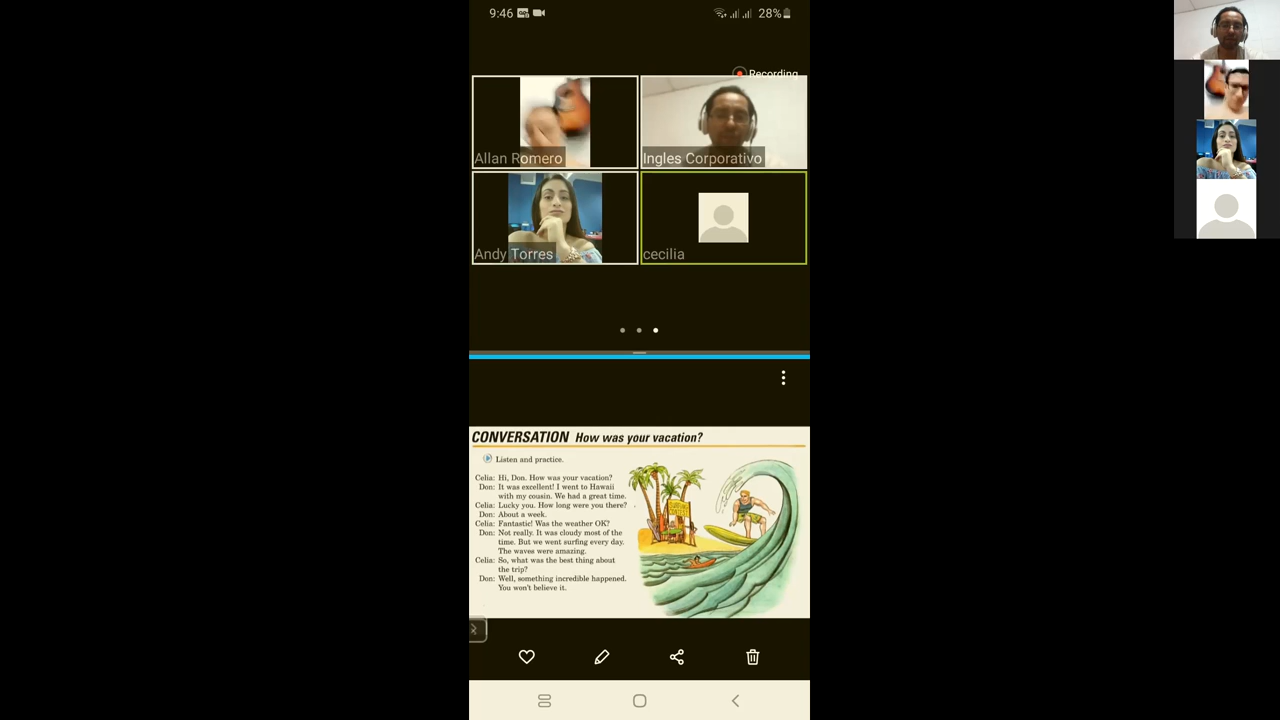 9:46
28%
Recording
Allan Romero
Ingles Corporativo
Andy Torres
cecilia
CONVERSATION How was your vacation?
Listen and practice.
Celia: Hi, Don. How was your vacation?
Don: It was excellent! I went to Hawaii
with my cousin. We had a great time.
Celia: Lucky you. How long were you there?
Don: About a week.
Celia: Fantastic! Was the weather OK?
Don: Not really. It was cloudy most of the
time. But we went surfing every day.
The waves were amazing.
Celia: So, what was the best thing about
the trip?
Don: Well, something incredible happened.
You won't believe it.
SURFING
CONTEST